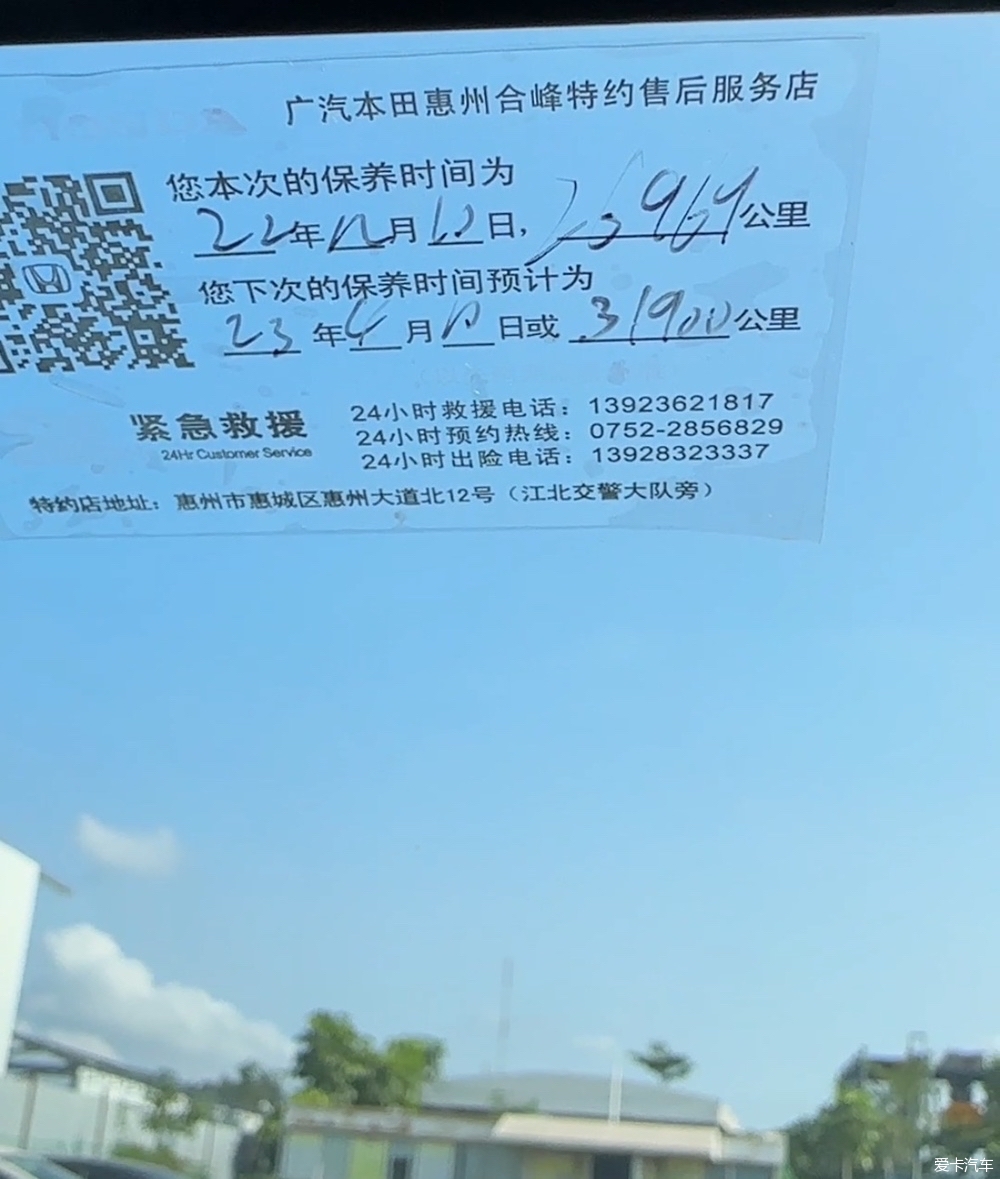 广汽本田惠州合峰特约售后服务店
您本次的保养时间为
22年12月10日, 公里
您下次的保养时间预计为
23年4月10日或31900公里
紧急救援
24Hr Customer Service
24小时救援电话：13923621817
24小时预约热线：0752-2856829
24小时出险电话：13928323337
特约店地址：惠州市惠城区惠州大道北12号（江北交警大队旁）
爱卡汽车